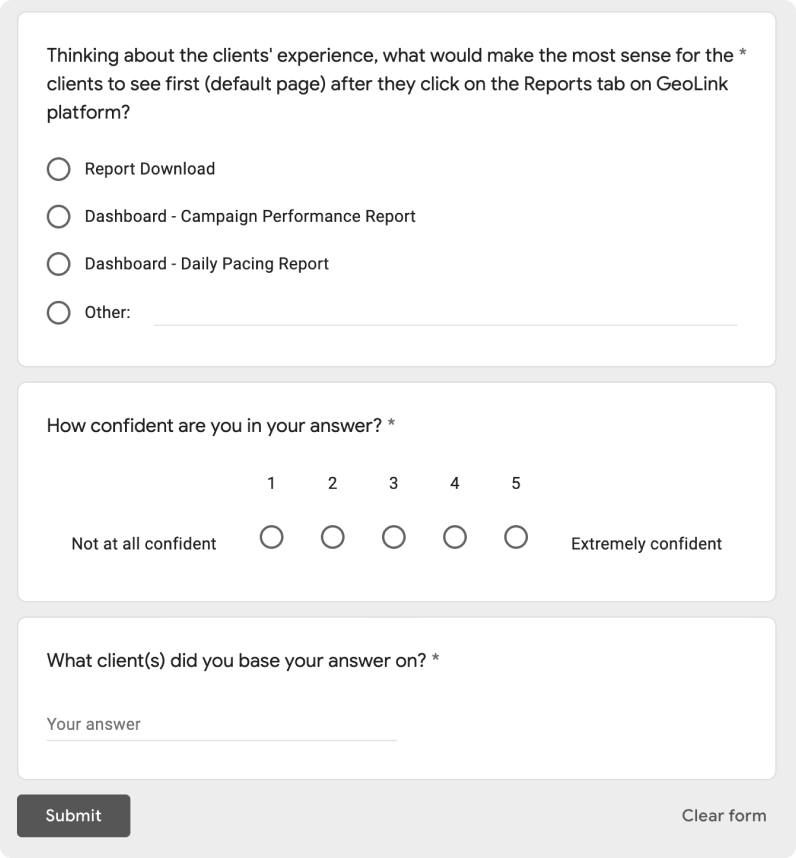 Thinking about the clients' experience, what would make the most sense for the *
clients to see first (default page) after they click on the Reports tab on GeoLink
platform?
Report Download
Dashboard - Campaign Performance Report
Dashboard - Daily Pacing Report
Other:
How confident are you in your answer? *
1 2 3 4 5
Not at all confident Extremely confident
What client(s) did you base your answer on? *
Your answer
Submit Clear form